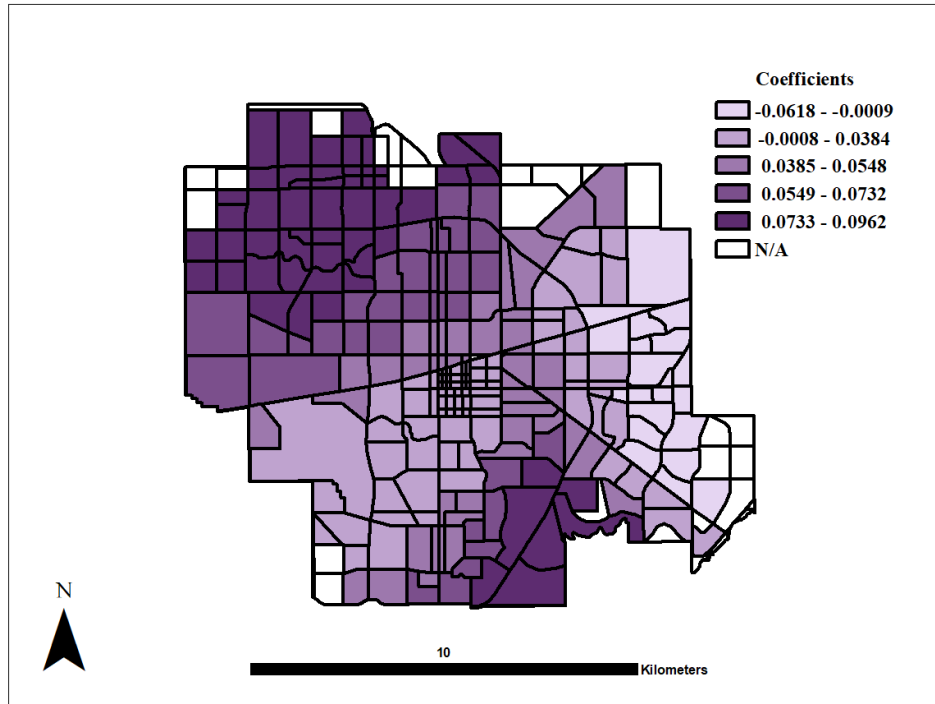 Coefficients
-0.0618 - -0.0009
-0.0008 - 0.0384
0.0385 - 0.0548
0.0549 - 0.0732
0.0733 - 0.0962
N/A
N
10
Kilometers